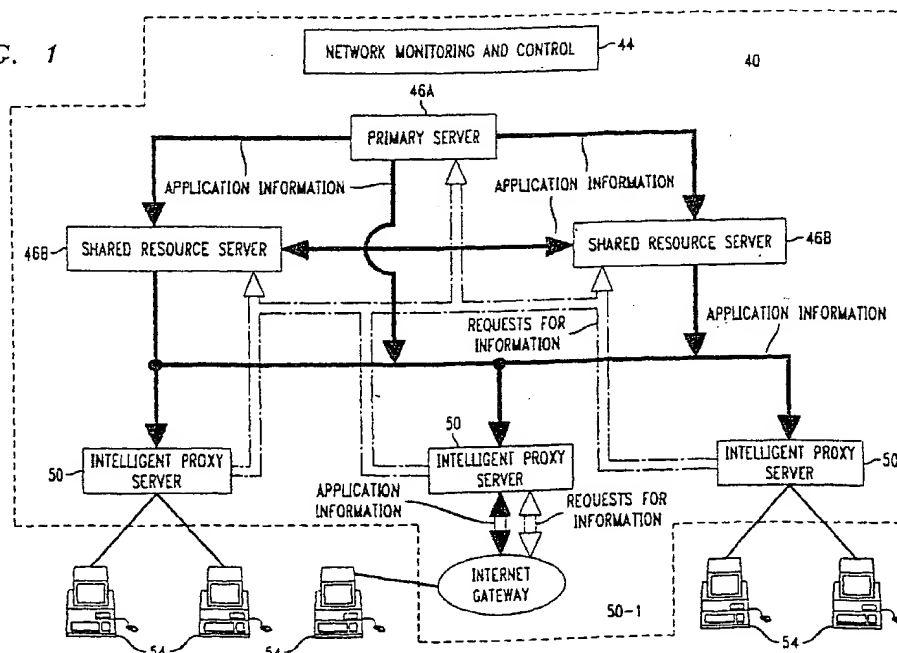 G. 1
NETWORK MONITORING AND CONTROL
44
40
46A
PRIMARY SERVER
APPLICATION INFORMATION
APPLICATION INFORMATION
APPLICATION INFORMATION
46B
SHARED RESOURCE SERVER
SHARED RESOURCE SERVER
46B
REQUESTS FOR
INFORMATION
APPLICATION INFORMATION
50
INTELLIGENT PROXY
SERVER
50
INTELLIGENT PROXY
SERVER
INTELLIGENT PROXY
SERVER
50
APPLICATION
INFORMATION
REQUESTS FOR
INFORMATION
INTERNET
GATEWAY
50-1
54
54
54